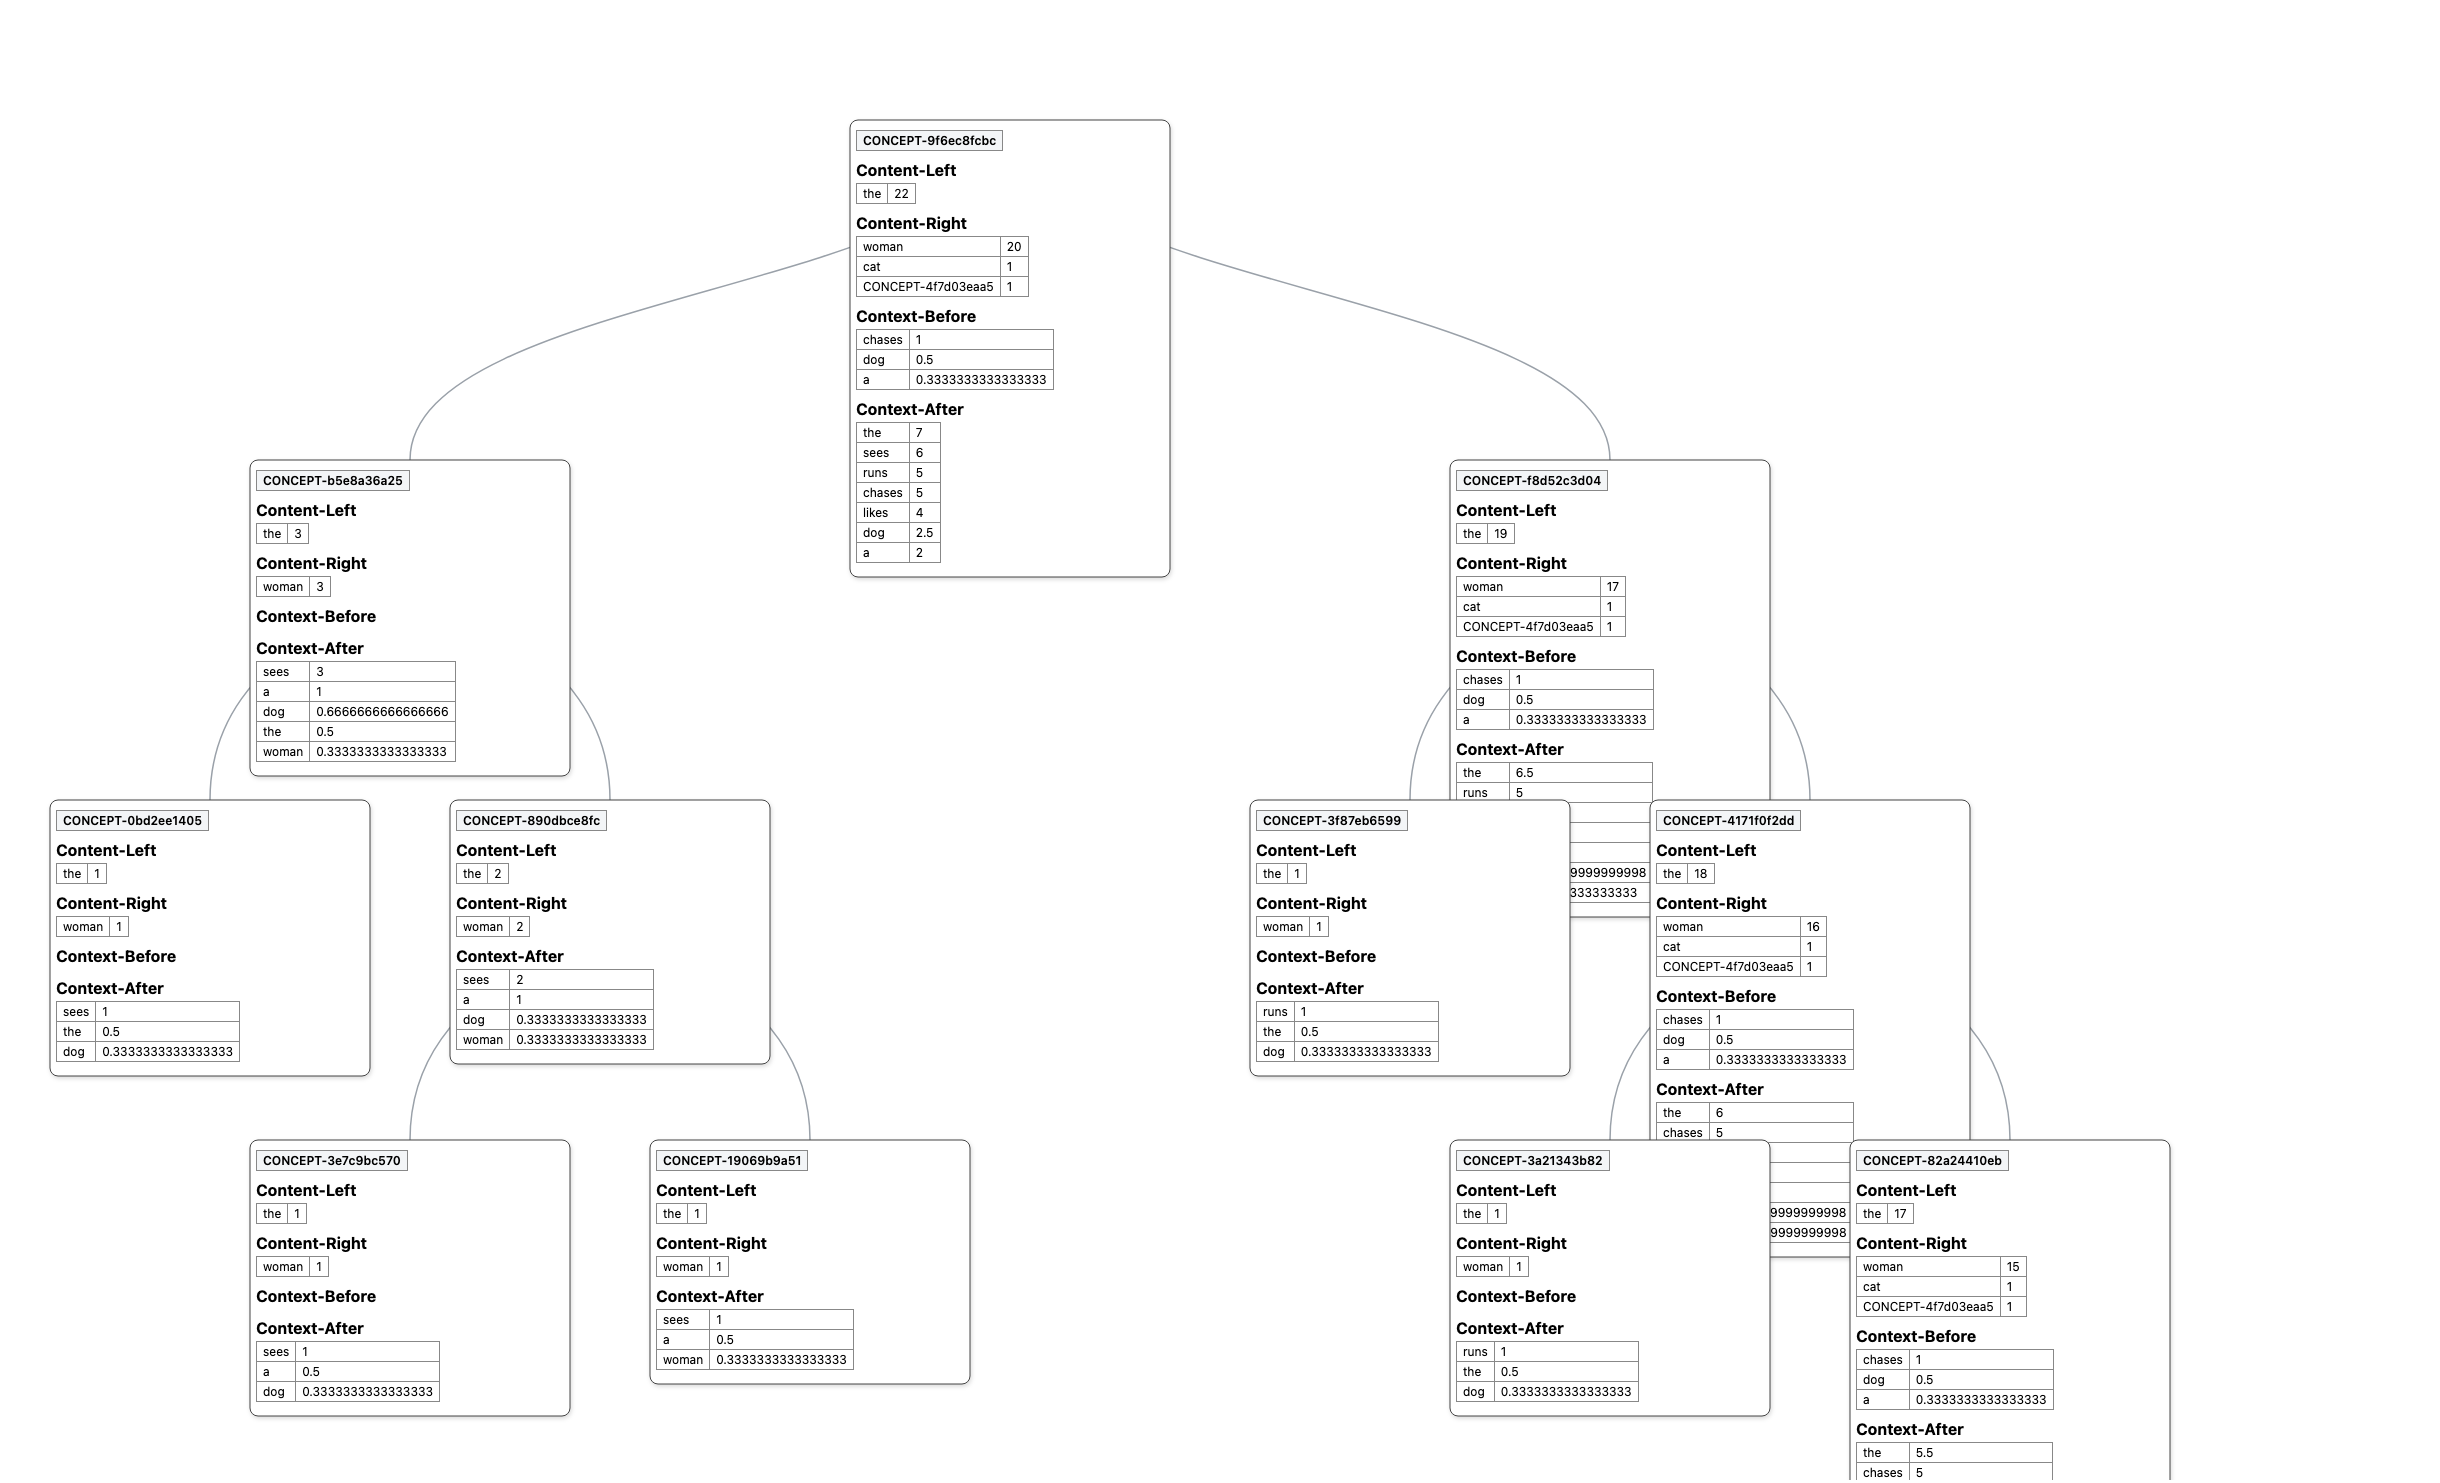 CONCEPT-9f6ec8fcbc
Content-Left
the 22
Content-Right
woman 20
cat 1
CONCEPT-4f7d03eaa5 1
Context-Before
chases 1
dog 0.5
a 0.3333333333333333
Context-After
the 7
sees 6
runs 5
chases 5
likes 4
dog 2.5
a 2
CONCEPT-b5e8a36a25
Content-Left
the 3
Content-Right
woman 3
Context-Before
Context-After
sees 3
a 1
dog 0.6666666666666666
the 0.5
woman 0.3333333333333333
CONCEPT-f8d52c3d04
Content-Left
the 19
Content-Right
woman 17
cat 1
CONCEPT-4f7d03eaa5 1
Context-Before
chases 1
dog 0.5
a 0.3333333333333333
Context-After
the 6.5
runs 5
9999999998
333333333
CONCEPT-0bd2ee1405
Content-Left
the 1
Content-Right
woman 1
Context-Before
Context-After
sees 1
the 0.5
dog 0.3333333333333333
CONCEPT-890dbce8fc
Content-Left
the 2
Content-Right
woman 2
Context-After
sees 2
a 1
dog 0.3333333333333333
woman 0.3333333333333333
CONCEPT-3f87eb6599
Content-Left
the 1
Content-Right
woman 1
Context-Before
Context-After
runs 1
the 0.5
dog 0.3333333333333333
CONCEPT-4171f0f2dd
Content-Left
the 18
Content-Right
woman 16
cat 1
CONCEPT-4f7d03eaa5 1
Context-Before
chases 1
dog 0.5
a 0.3333333333333333
Context-After
the 6
chases 5
9999999998
9999999998
CONCEPT-3e7c9bc570
Content-Left
the 1
Content-Right
woman 1
Context-Before
Context-After
sees 1
a 0.5
dog 0.3333333333333333
CONCEPT-19069b9a51
Content-Left
the 1
Content-Right
woman 1
Context-After
sees 1
a 0.5
woman 0.3333333333333333
CONCEPT-3a21343b82
Content-Left
the 1
Content-Right
woman 1
Context-Before
Context-After
runs 1
the 0.5
dog 0.3333333333333333
CONCEPT-82a24410eb
Content-Left
the 17
Content-Right
woman 15
cat 1
CONCEPT-4f7d03eaa5 1
Context-Before
chases 1
dog 0.5
a 0.3333333333333333
Context-After
the 5.5
chases 5